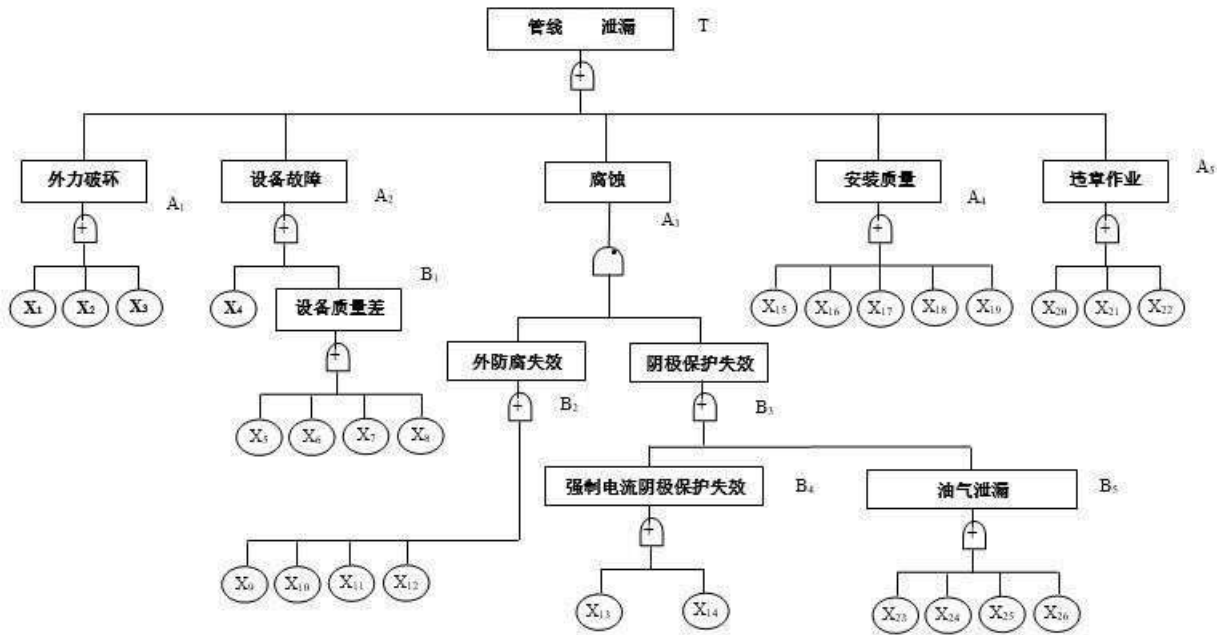 管线 泄漏 T
+
外力破坏 设备故障 腐蚀 安装质量 违章作业
A₁ A₂ A₃ A₄ A₅
+ + + +
X₁ X₂ X₃ X₄ 设备质量差 B₁ X₁₅ X₁₆ X₁₇ X₁₈ X₁₉ X₂₀ X₂₁ X₂₂
+
外防腐失效 阴极保护失效
+ B₂ + B₃
X₅ X₆ X₇ X₈
强制电流阴极保护失效 B₄ 油气泄漏 B₅
+ +
X₉ X₁₀ X₁₁ X₁₂
X₁₃ X₁₄ X₂₃ X₂₄ X₂₅ X₂₆